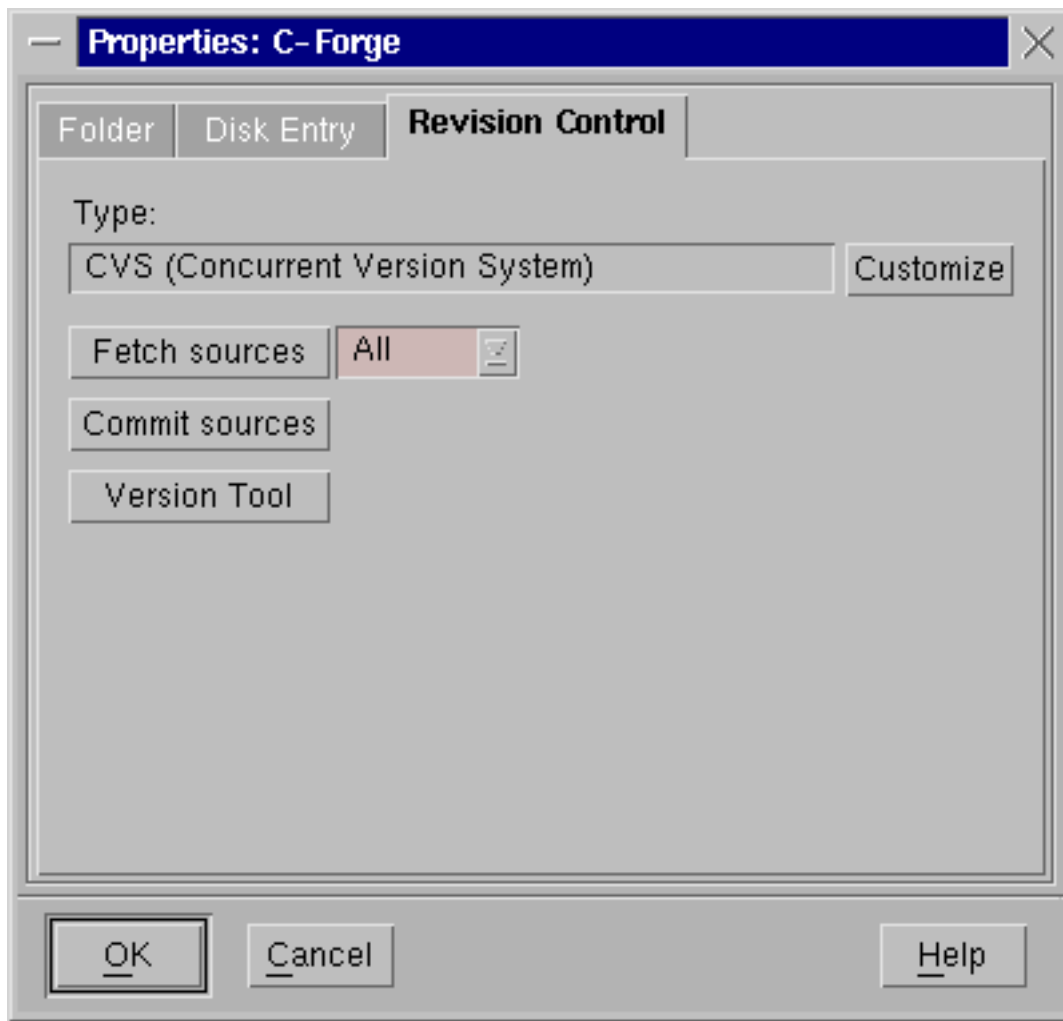 Properties: C-Forge
Folder Disk Entry Revision Control
Type:
CVS (Concurrent Version System) Customize
Fetch sources All
Commit sources
Version Tool
OK Cancel Help